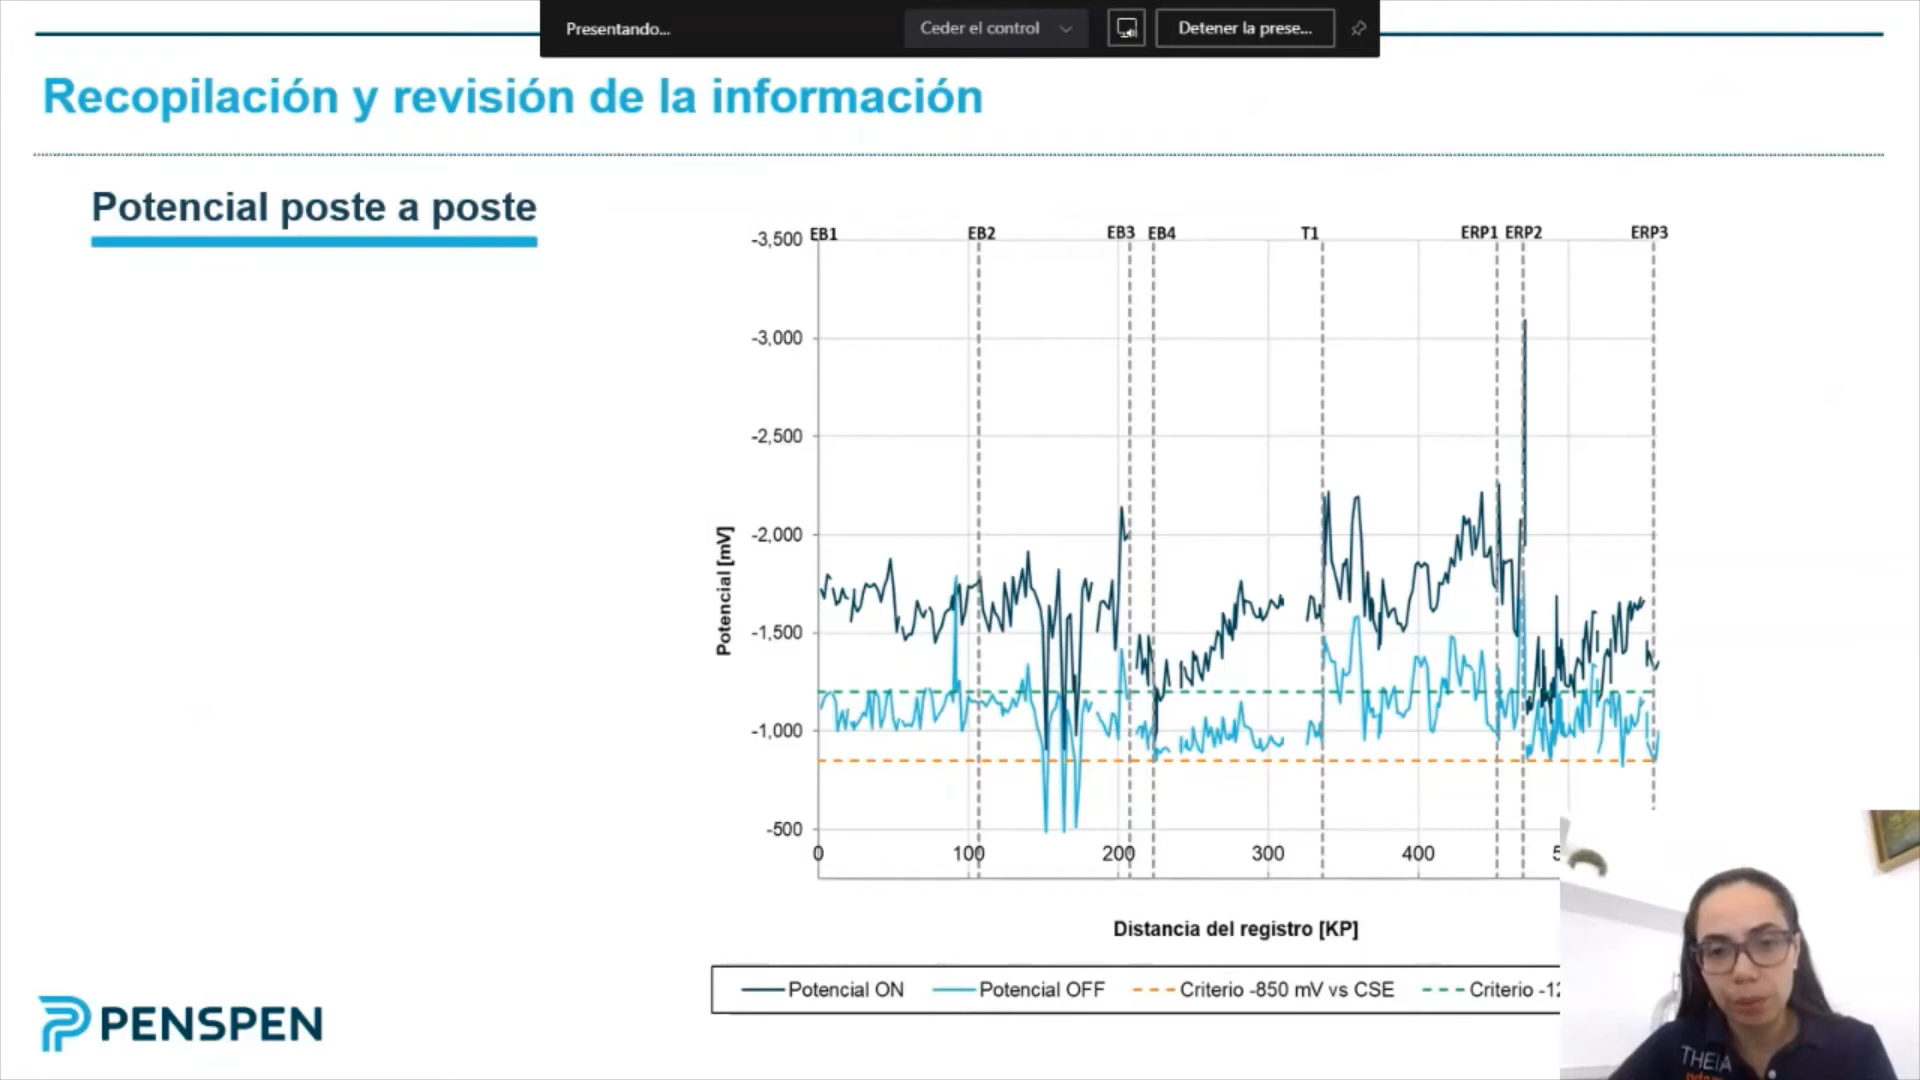 Presentando...
Ceder el control
Detener la prese...
Recopilación y revisión de la información
Potencial poste a poste
EB1 EB2 EB3 EB4 T1 ERP1 ERP2 ERP3
-3,500
-3,000
-2,500
-2,000
-1,500
-1,000
-500
Potencial [mV]
0 100 200 300 400 5
Distancia del registro [KP]
Potencial ON Potencial OFF Criterio -850 mV vs CSE Criterio -12
PENSPEN
THEIA